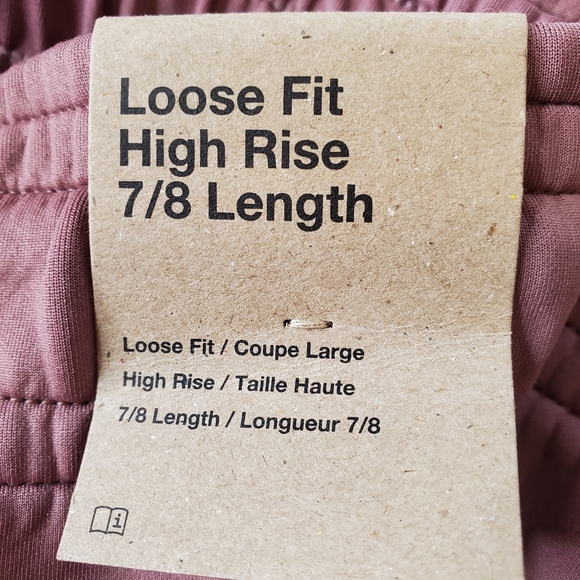 Loose Fit
High Rise
7/8 Length
Loose Fit / Coupe Large
High Rise / Taille Haute
7/8 Length / Longueur 7/8
i